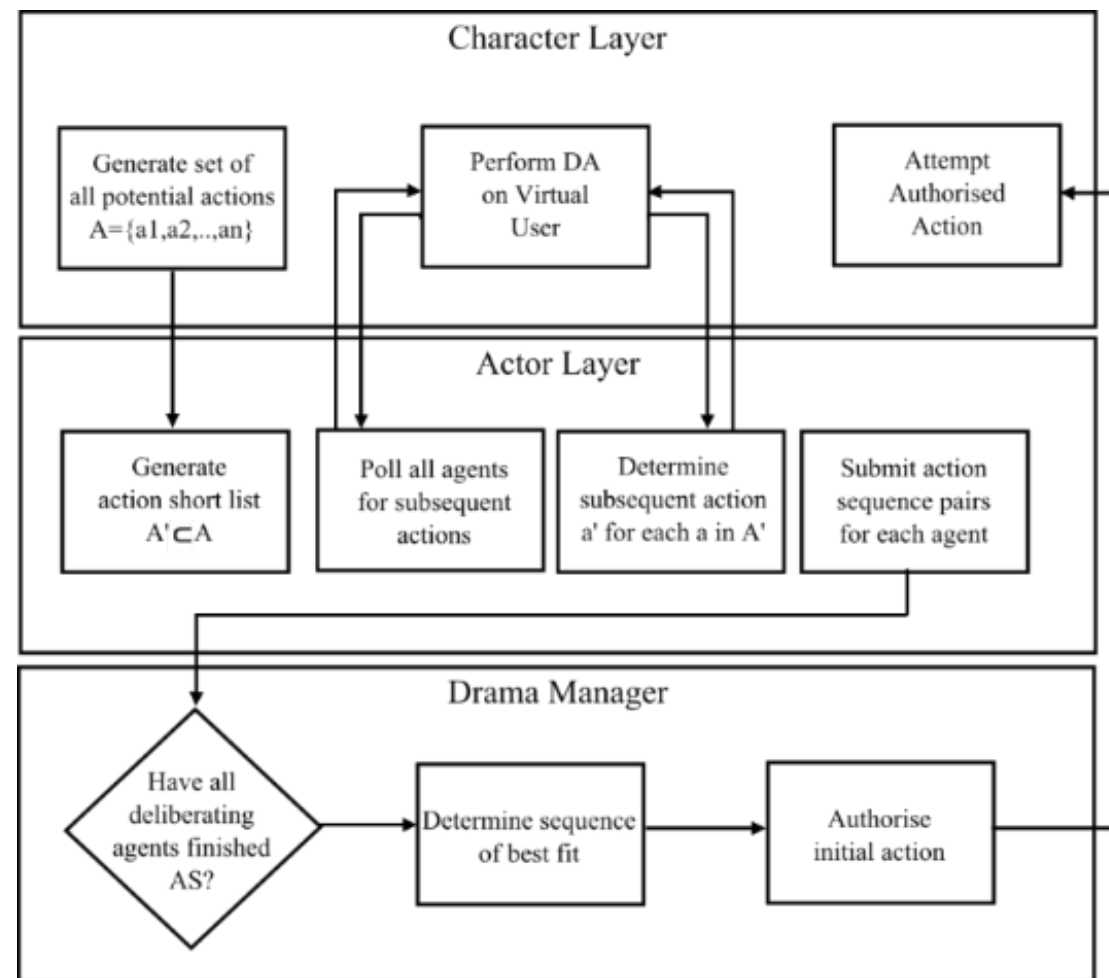 Character Layer
Generate set of
all potential actions
A={a1,a2,..,an}
Perform DA
on Virtual
User
Attempt
Authorised
Action
Actor Layer
Generate
action short list
A'⊂A
Poll all agents
for subsequent
actions
Determine
subsequent action
a' for each a in A'
Submit action
sequence pairs
for each agent
Drama Manager
Have all
deliberating
agents finished
AS?
Determine sequence
of best fit
Authorise
initial action